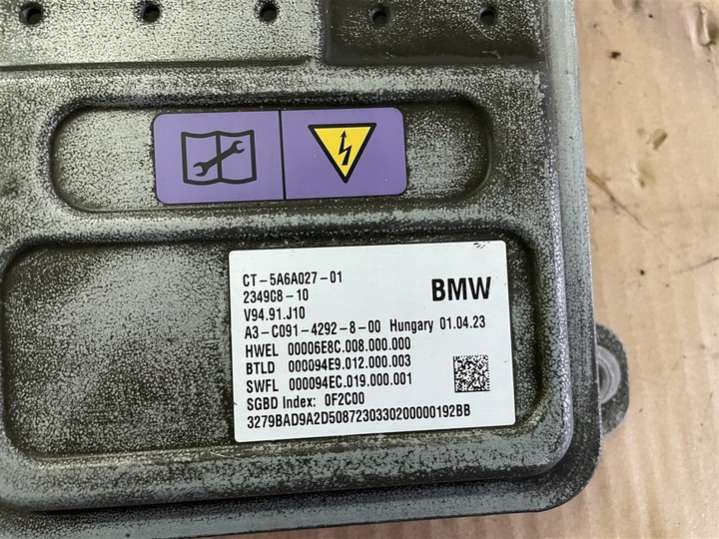 CT-5A6A027-01
2349C8-10
BMW
V94.91.J10
A3-C091-4292-8-00 Hungary 01.04.23
HWEL 00006E8C.008.000.000
BTLD 000094E9.012.000.003
SWFL 000094EC.019.000.001
SGBD Index: 0F2C00
3279BAD9A2D5087230330200000192BB